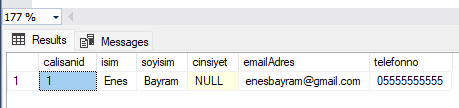 177 %
Results Messages
calisanid isim soyisim cinsiyet emailAdres telefonno
1 1 Enes Bayram NULL enesbayram@gmail.com 05555555555